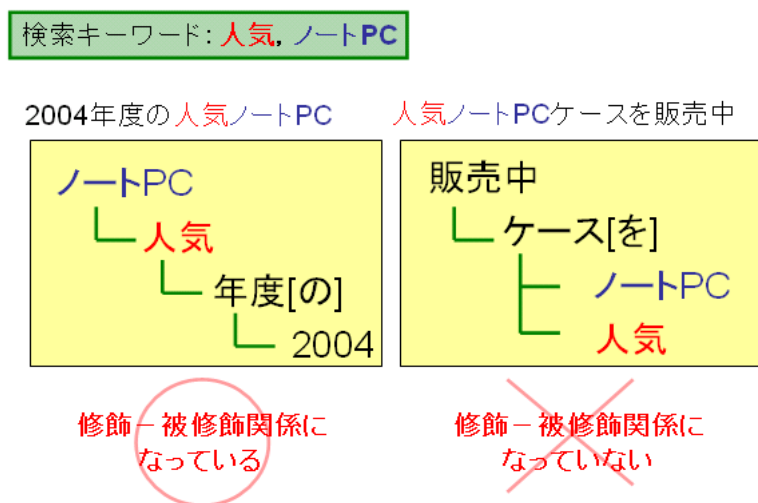 検索キーワード: 人気, ノートPC
2004年度の人気ノートPC
ノートPC
人気
年度[の]
2004
修飾－被修飾関係に
なっている
人気ノートPCケースを販売中
販売中
ケース[を]
ノートPC
人気
修飾－被修飾関係に
なっていない